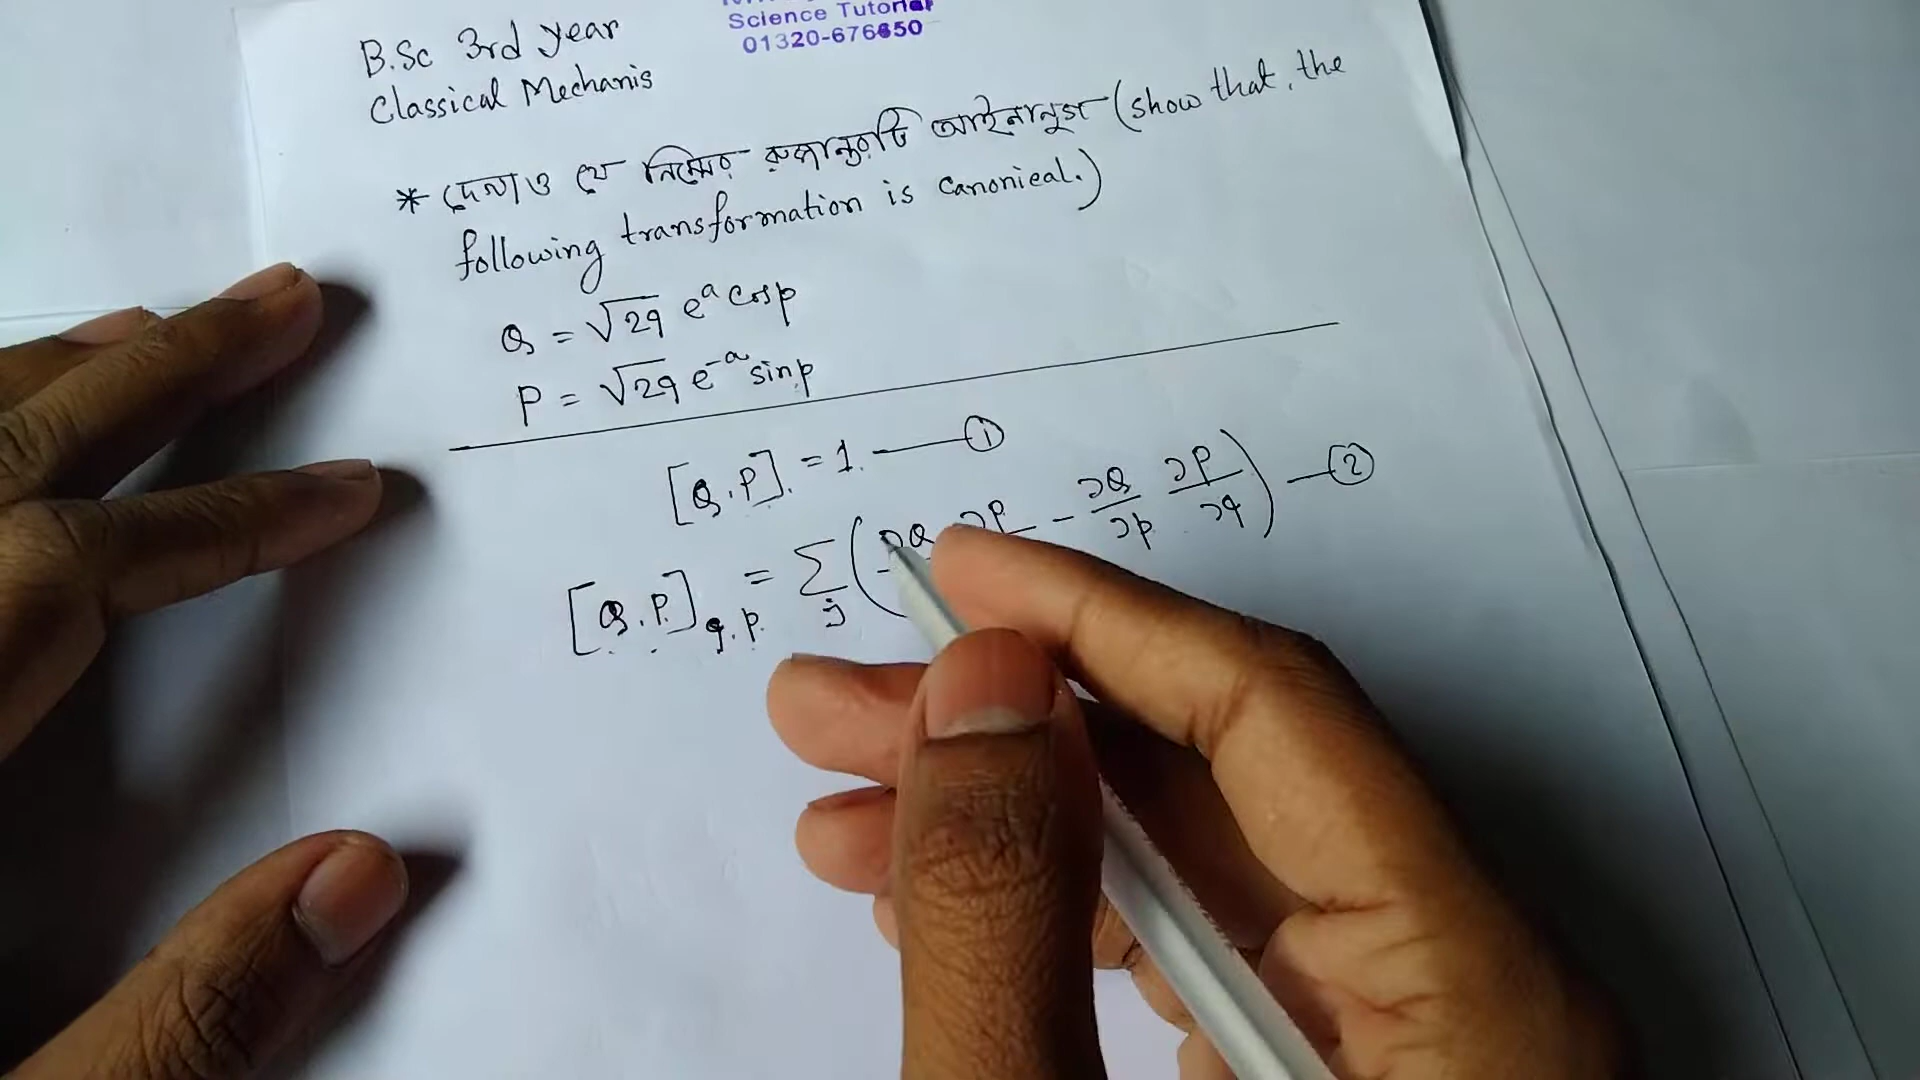 Science Tutorial
01320-676650
B.Sc 3rd year
Classical Mechanis
* দেখাও যে নিম্মের রুপান্তরটি আইনানুগ (show that, the
following transformation is canonical.)
Q = √2q e^a cosp
P = √2q e^-a sinp
[Q.P] = 1. — ①
[Q.P]q.p. = Σj (∂Q ∂P - ∂Q/∂p ∂P/∂q) — ②